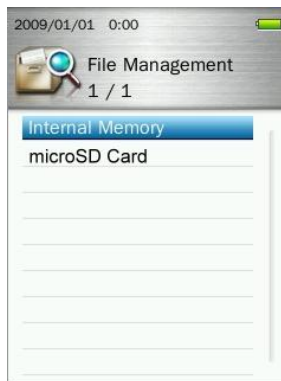 2009/01/01 0:00
File Management
1 / 1
Internal Memory
microSD Card